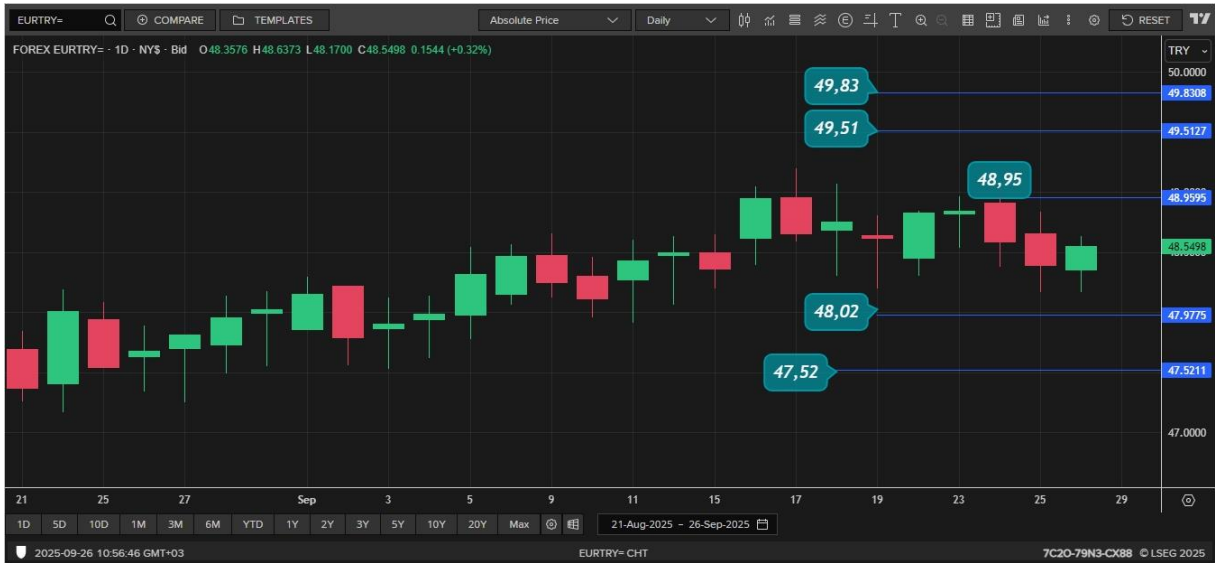 EURTRY= COMPARE TEMPLATES Absolute Price Daily E T RESET
FOREX EURTRY= · 1D · NY$ · Bid O48.3576 H48.6373 L48.1700 C48.5498 0.1544 (+0.32%)
TRY
50.0000
49,83
49.8308
49,51
49.5127
48,95
48.9595
48.5498
48,02
47.9775
47,52
47.5211
47.0000
21 25 27 Sep 3 5 9 11 15 17 19 23 25 29
1D 5D 10D 1M 3M 6M YTD 1Y 2Y 3Y 5Y 10Y 20Y Max 21-Aug-2025 - 26-Sep-2025
2025-09-26 10:56:46 GMT+03 EURTRY= CHT 7C2O-79N3-CX88 © LSEG 2025